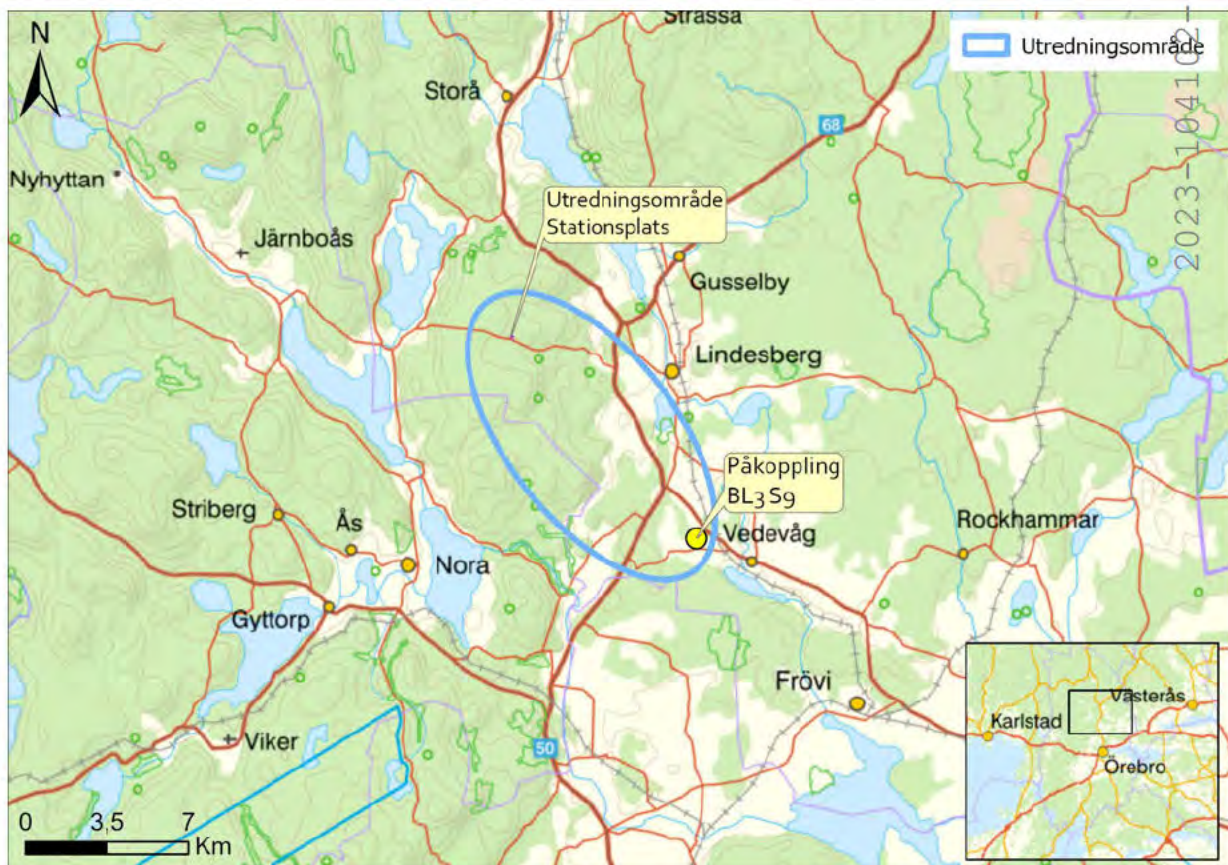 Stråssa
N
Utredningsområde
Storå
68
Nyhyttan
Utredningsområde
Stationsplats
Järnboås
2023-104102-
Gusselby
Lindesberg
Påkoppling
BL3 S9
Striberg
Ås
Vedevåg
Rockhammar
Nora
Gyttorp
Frövi
Västerås
Karlstad
Viker
50
Örebro
0 3,5 7
Km